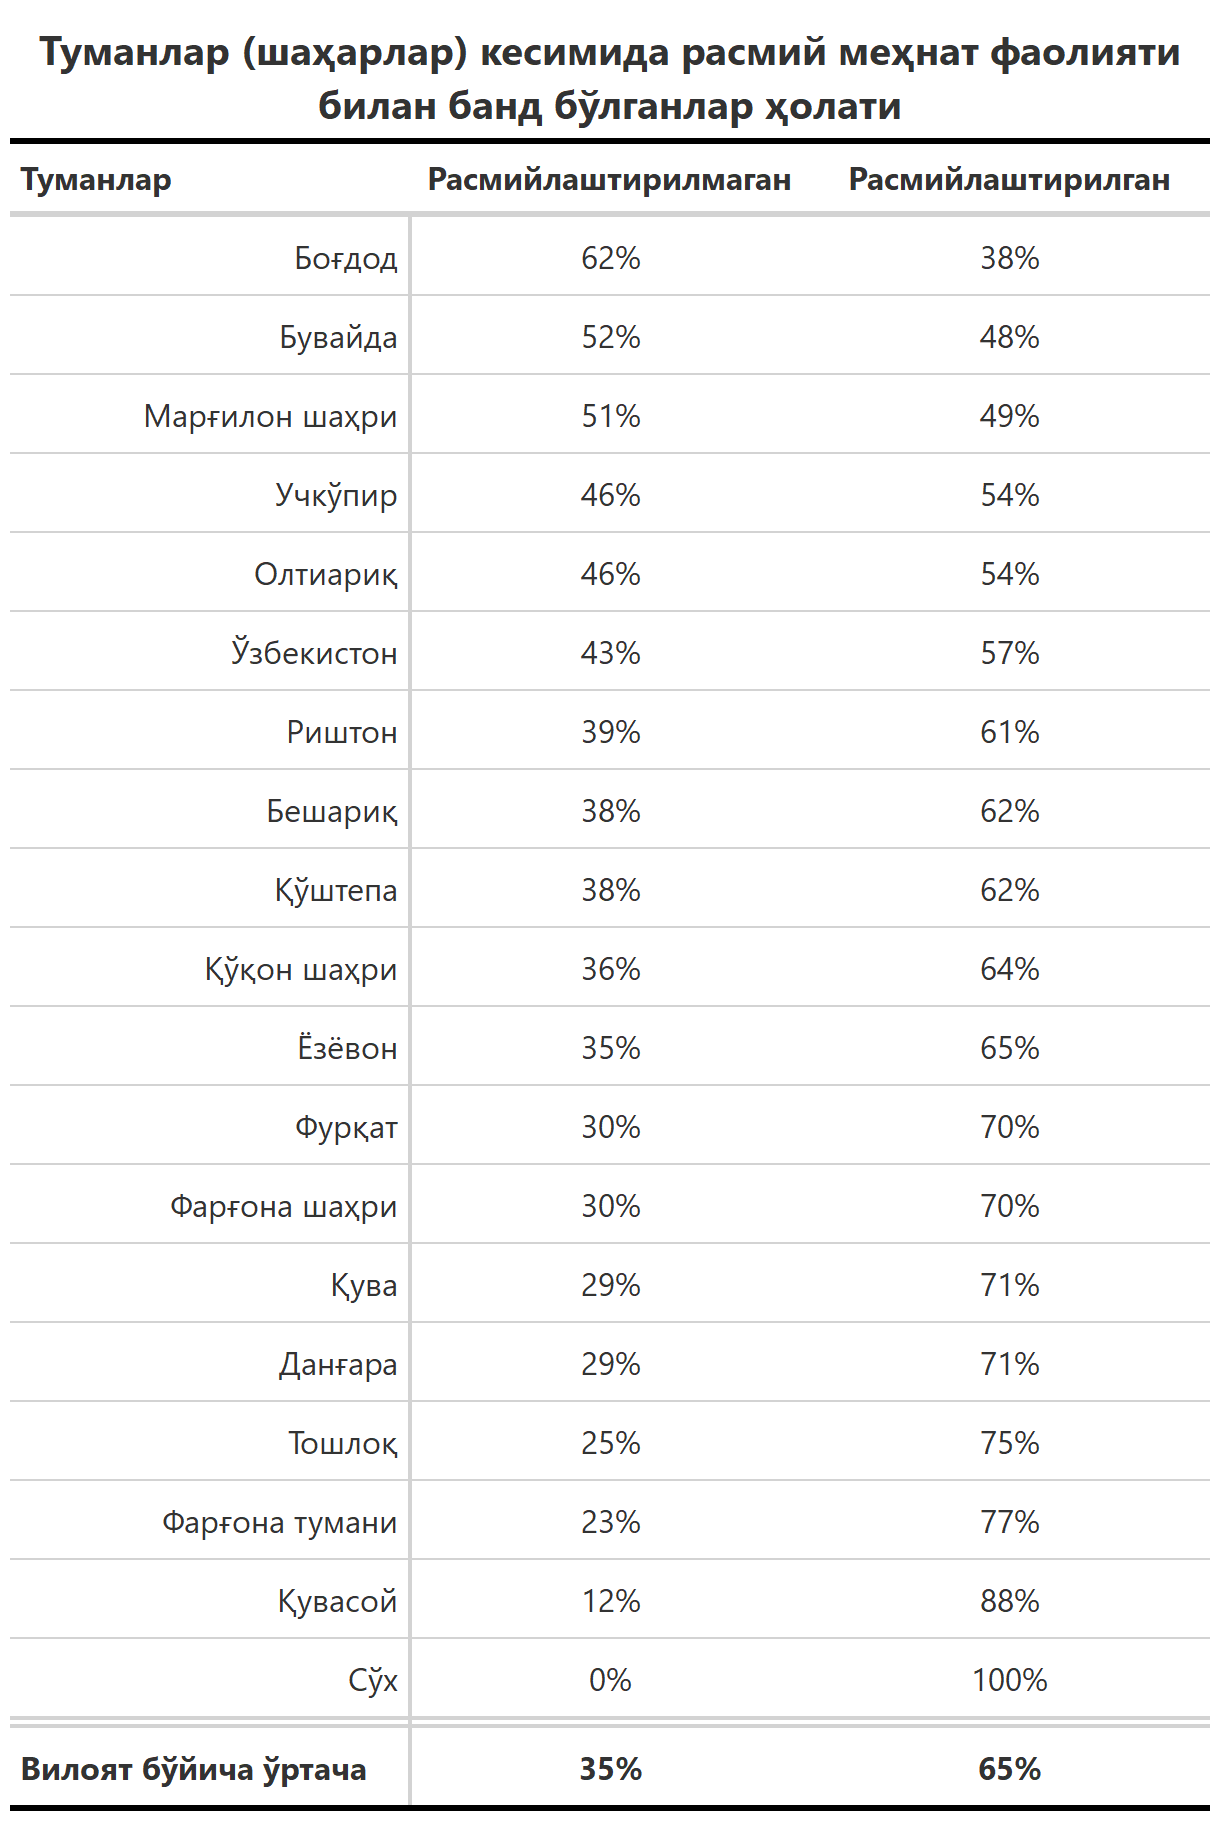 Туманлар (шаҳарлар) кесимида расмий меҳнат фаолияти
билан банд бўлганлар ҳолати
Туманлар Расмийлаштирилмаган Расмийлаштирилган
Боғдод 62% 38%
Бувайда 52% 48%
Марғилон шаҳри 51% 49%
Учкўпир 46% 54%
Олтиариқ 46% 54%
Ўзбекистон 43% 57%
Риштон 39% 61%
Бешариқ 38% 62%
Қўштепа 38% 62%
Қўқон шаҳри 36% 64%
Ёзёвон 35% 65%
Фурқат 30% 70%
Фарғона шаҳри 30% 70%
Қува 29% 71%
Данғара 29% 71%
Тошлоқ 25% 75%
Фарғона тумани 23% 77%
Қувасой 12% 88%
Сўх 0% 100%
Вилоят бўйича ўртача 35% 65%